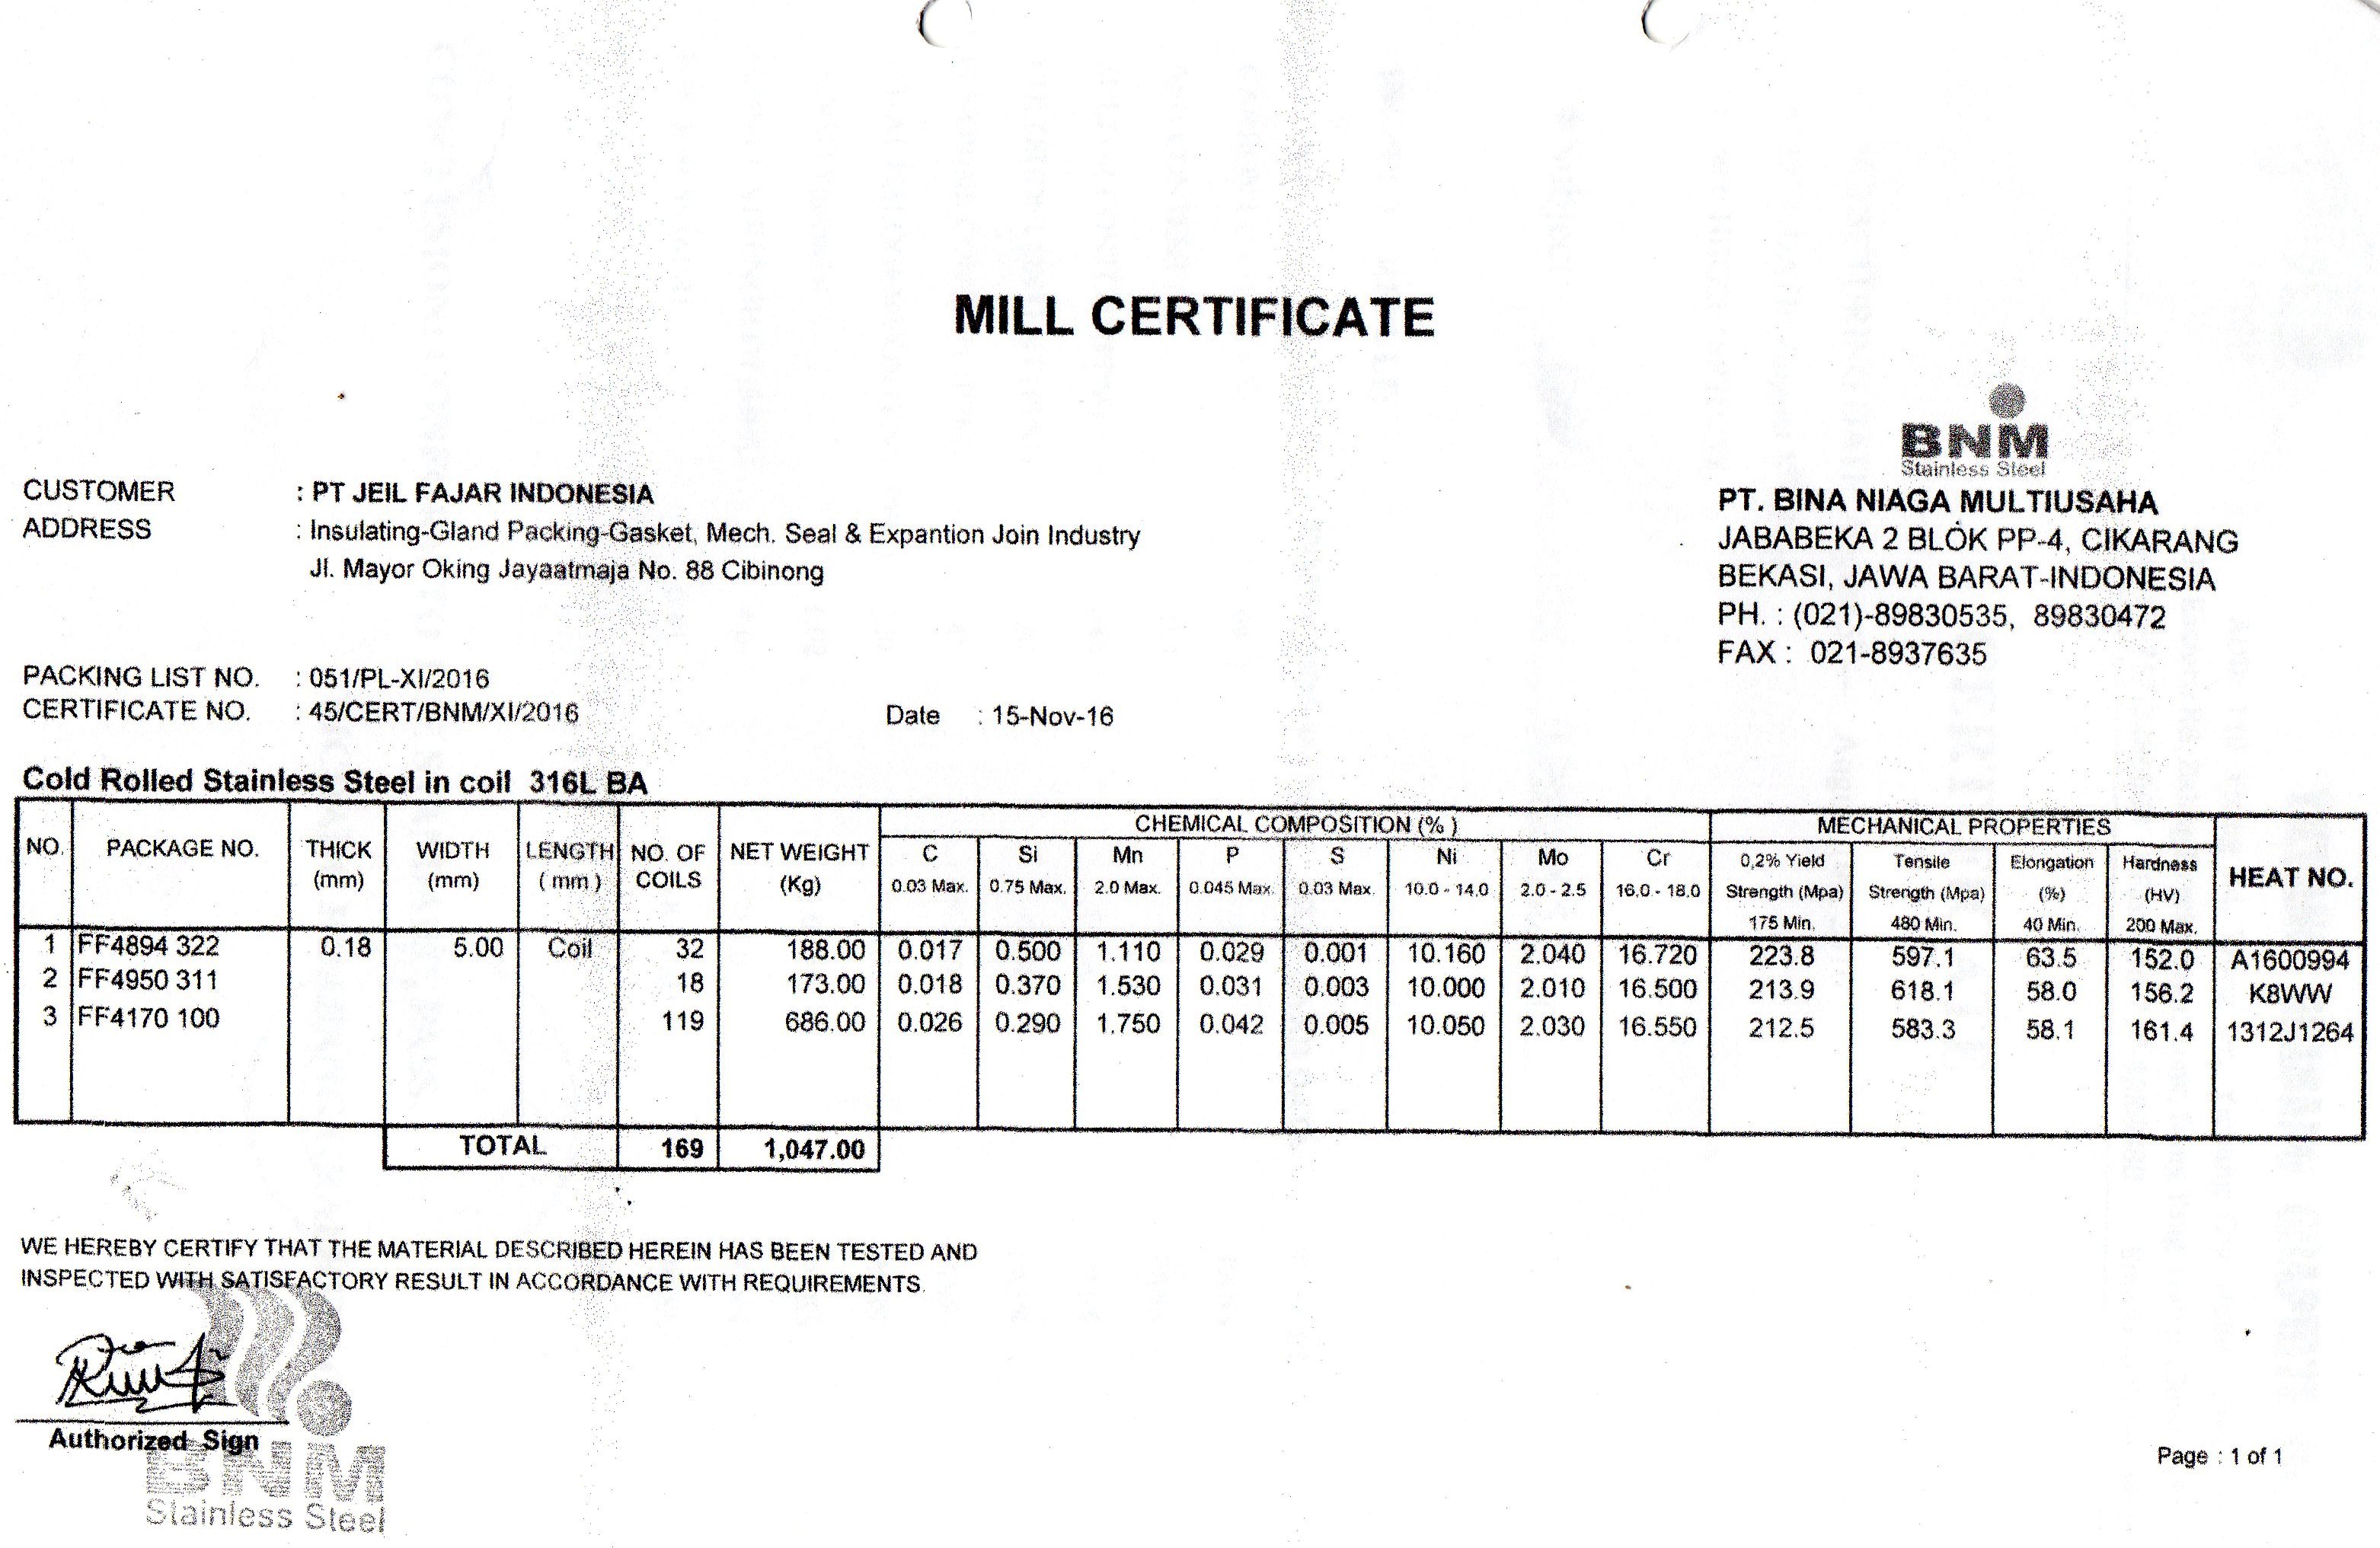 MILL CERTIFICATE
BNM
Stainless Steel
PT. BINA NIAGA MULTIUSAHA
JABABEKA 2 BLOK PP-4, CIKARANG
BEKASI, JAWA BARAT-INDONESIA
PH. : (021)-89830535, 89830472
FAX : 021-8937635
CUSTOMER : PT JEIL FAJAR INDONESIA
ADDRESS : Insulating-Gland Packing-Gasket, Mech. Seal & Expantion Join Industry
Jl. Mayor Oking Jayaatmaja No. 88 Cibinong
PACKING LIST NO. : 051/PL-XI/2016
CERTIFICATE NO. : 45/CERT/BNM/XI/2016 Date : 15-Nov-16
Cold Rolled Stainless Steel in coil 316L BA
CHEMICAL COMPOSITION (% ) MECHANICAL PROPERTIES
NO. PACKAGE NO. THICK WIDTH LENGTH NO. OF NET WEIGHT C Si Mn P S Ni Mo Cr 0,2% Yield Tensile Elongation Hardness HEAT NO.
(mm) (mm) ( mm ) COILS (Kg) 0.03 Max. 0.75 Max. 2.0 Max. 0.045 Max. 0.03 Max. 10.0 - 14.0 2.0 - 2.5 16.0 - 18.0 Strength (Mpa) Strength (Mpa) (%) (HV)
175 Min. 480 Min. 40 Min. 200 Max.
1 FF4894 322 0.18 5.00 Coil 32 188.00 0.017 0.500 1.110 0.029 0.001 10.160 2.040 16.720 223.8 597.1 63.5 152.0 A1600994
2 FF4950 311 18 173.00 0.018 0.370 1.530 0.031 0.003 10.000 2.010 16.500 213.9 618.1 58.0 156.2 K8WW
3 FF4170 100 119 686.00 0.026 0.290 1.750 0.042 0.005 10.050 2.030 16.550 212.5 583.3 58.1 161.4 1312J1264
TOTAL 169 1,047.00
WE HEREBY CERTIFY THAT THE MATERIAL DESCRIBED HEREIN HAS BEEN TESTED AND
INSPECTED WITH SATISFACTORY RESULT IN ACCORDANCE WITH REQUIREMENTS.
Authorized Sign
BNM
Stainless Steel
Page : 1 of 1